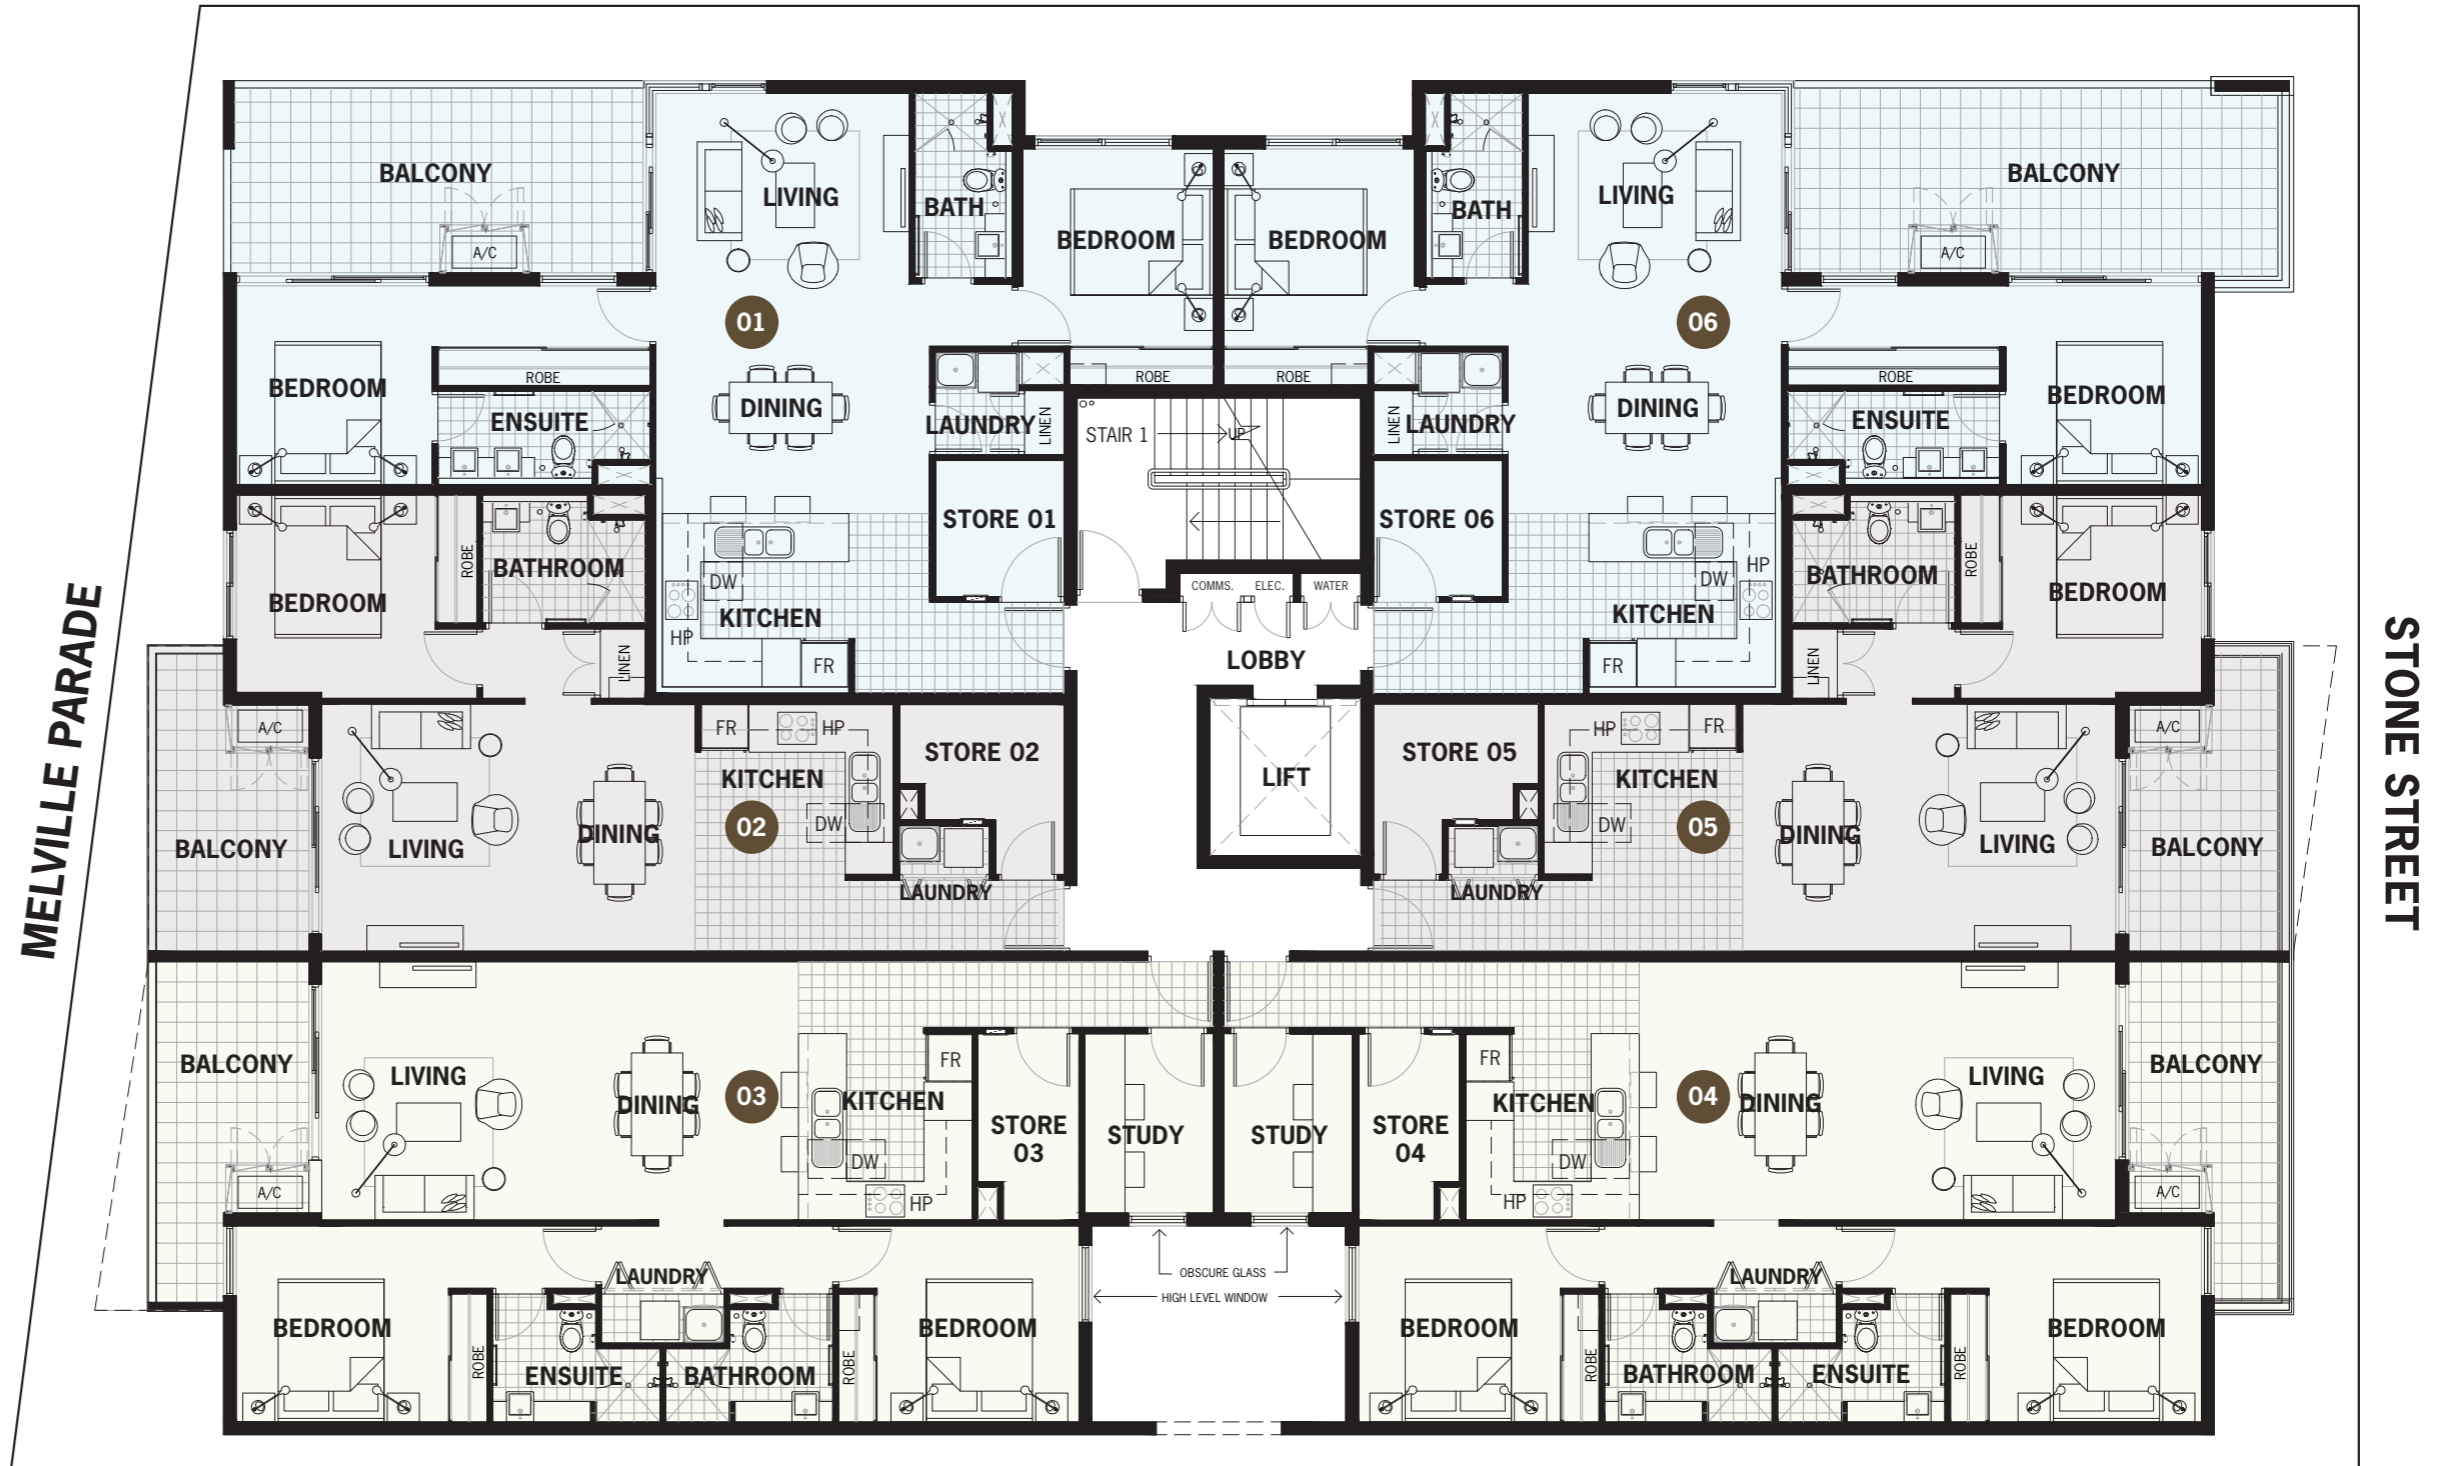 BALCONY
A/C
LIVING
BATH
BEDROOM
BEDROOM
BATH
LIVING
BALCONY
A/C
01
06
BEDROOM
ROBE
ENSUITE
DINING
ROBE
LAUNDRY
LINEN
STAIR 1
UP
ROBE
LINEN
LAUNDRY
DINING
ROBE
ENSUITE
BEDROOM
STORE 01
STORE 06
BEDROOM
ROBE
BATHROOM
LINEN
DW
KITCHEN
HP
FR
COMMS.
ELEC.
WATER
LOBBY
HP
DW
KITCHEN
FR
BATHROOM
ROBE
LINEN
BEDROOM
MELVILLE PARADE
STONE STREET
A/C
BALCONY
LIVING
DINING
FR
HP
KITCHEN
02
DW
STORE 02
LAUNDRY
LIFT
STORE 05
LAUNDRY
HP
FR
KITCHEN
DW
05
DINING
LIVING
A/C
BALCONY
BALCONY
A/C
LIVING
DINING
03
KITCHEN
FR
DW
HP
STORE
03
STUDY
STUDY
STORE
04
FR
KITCHEN
DW
HP
04
DINING
LIVING
BALCONY
A/C
OBSCURE GLASS
HIGH LEVEL WINDOW
BEDROOM
ROBE
ENSUITE
LAUNDRY
BATHROOM
ROBE
BEDROOM
BEDROOM
ROBE
BATHROOM
LAUNDRY
ENSUITE
ROBE
BEDROOM